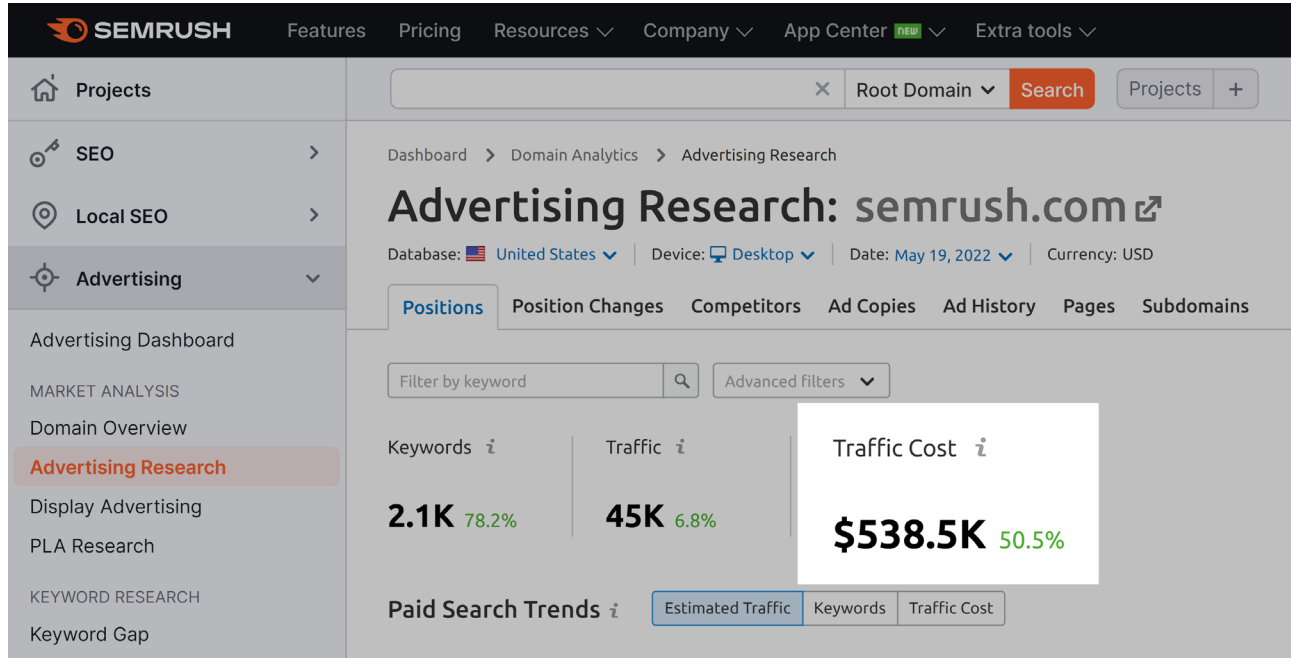 SEMRUSH Features Pricing Resources Company App Center NEW Extra tools
Projects
SEO
Local SEO
Advertising
Advertising Dashboard
MARKET ANALYSIS
Domain Overview
Advertising Research
Display Advertising
PLA Research
KEYWORD RESEARCH
Keyword Gap
Root Domain Search Projects +
Dashboard > Domain Analytics > Advertising Research
Advertising Research: semrush.com
Database: United States Device: Desktop Date: May 19, 2022 Currency: USD
Positions Position Changes Competitors Ad Copies Ad History Pages Subdomains
Filter by keyword Advanced filters
Keywords i Traffic i Traffic Cost i
2.1K 78.2% 45K 6.8% $538.5K 50.5%
Paid Search Trends i Estimated Traffic Keywords Traffic Cost